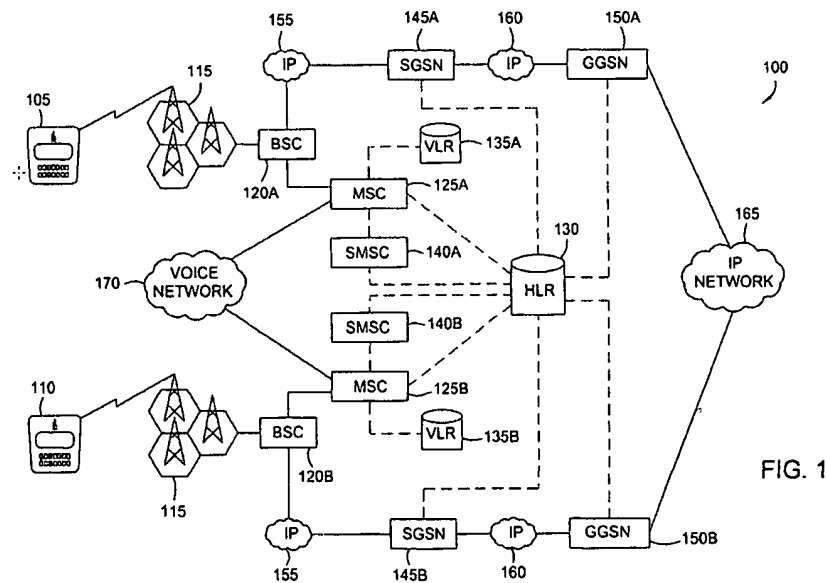 155
145A
160
150A
100
IP
SGSN
IP
GGSN
115
105
BSC
VLR
135A
120A
MSC
125A
130
165
SMSC
140A
170
VOICE
NETWORK
HLR
IP
NETWORK
SMSC
140B
110
MSC
125B
BSC
VLR
135B
115
120B
FIG. 1
IP
SGSN
IP
GGSN
150B
155
145B
160